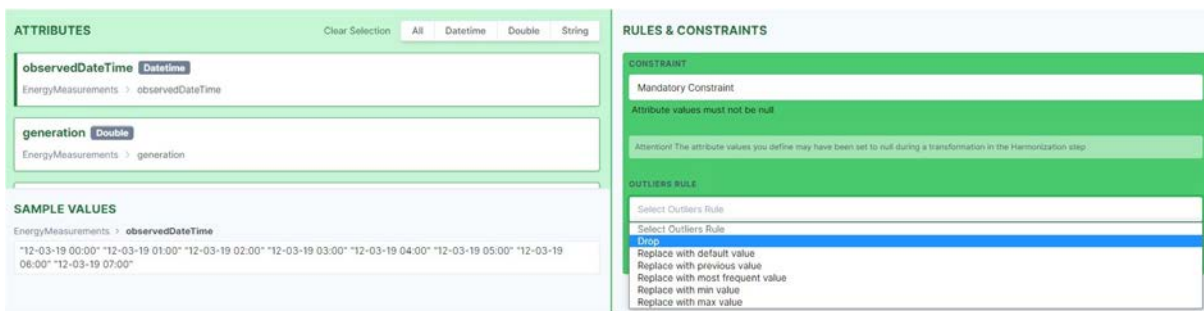 ATTRIBUTES
Clear Selection All Datetime Double String
observedDateTime Datetime
EnergyMeasurements > observedDateTime
generation Double
EnergyMeasurements > generation
SAMPLE VALUES
EnergyMeasurements > observedDateTime
"12-03-19 00:00" "12-03-19 01:00" "12-03-19 02:00" "12-03-19 03:00" "12-03-19 04:00" "12-03-19 05:00" "12-03-19
06:00" "12-03-19 07:00"
RULES & CONSTRAINTS
CONSTRAINT
Mandatory Constraint
Attribute values must not be null
Attention! The attribute values you define may have been set to null during a transformation in the Harmonization step
OUTLIERS RULE
Select Outliers Rule
Select Outliers Rule
Drop
Replace with default value
Replace with previous value
Replace with most frequent value
Replace with min value
Replace with max value